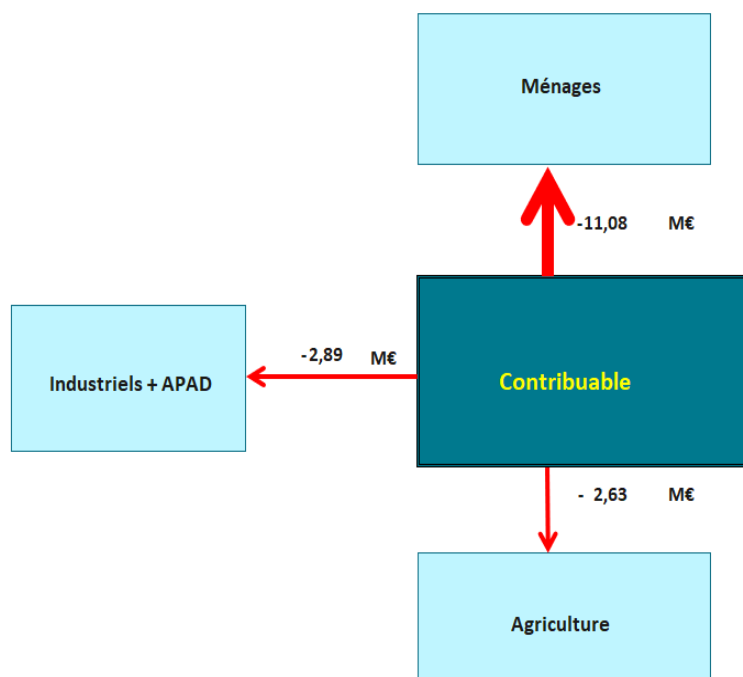 Ménages
-11,08 M€
-2,89 M€
Industriels + APAD
Contribuable
- 2,63 M€
Agriculture